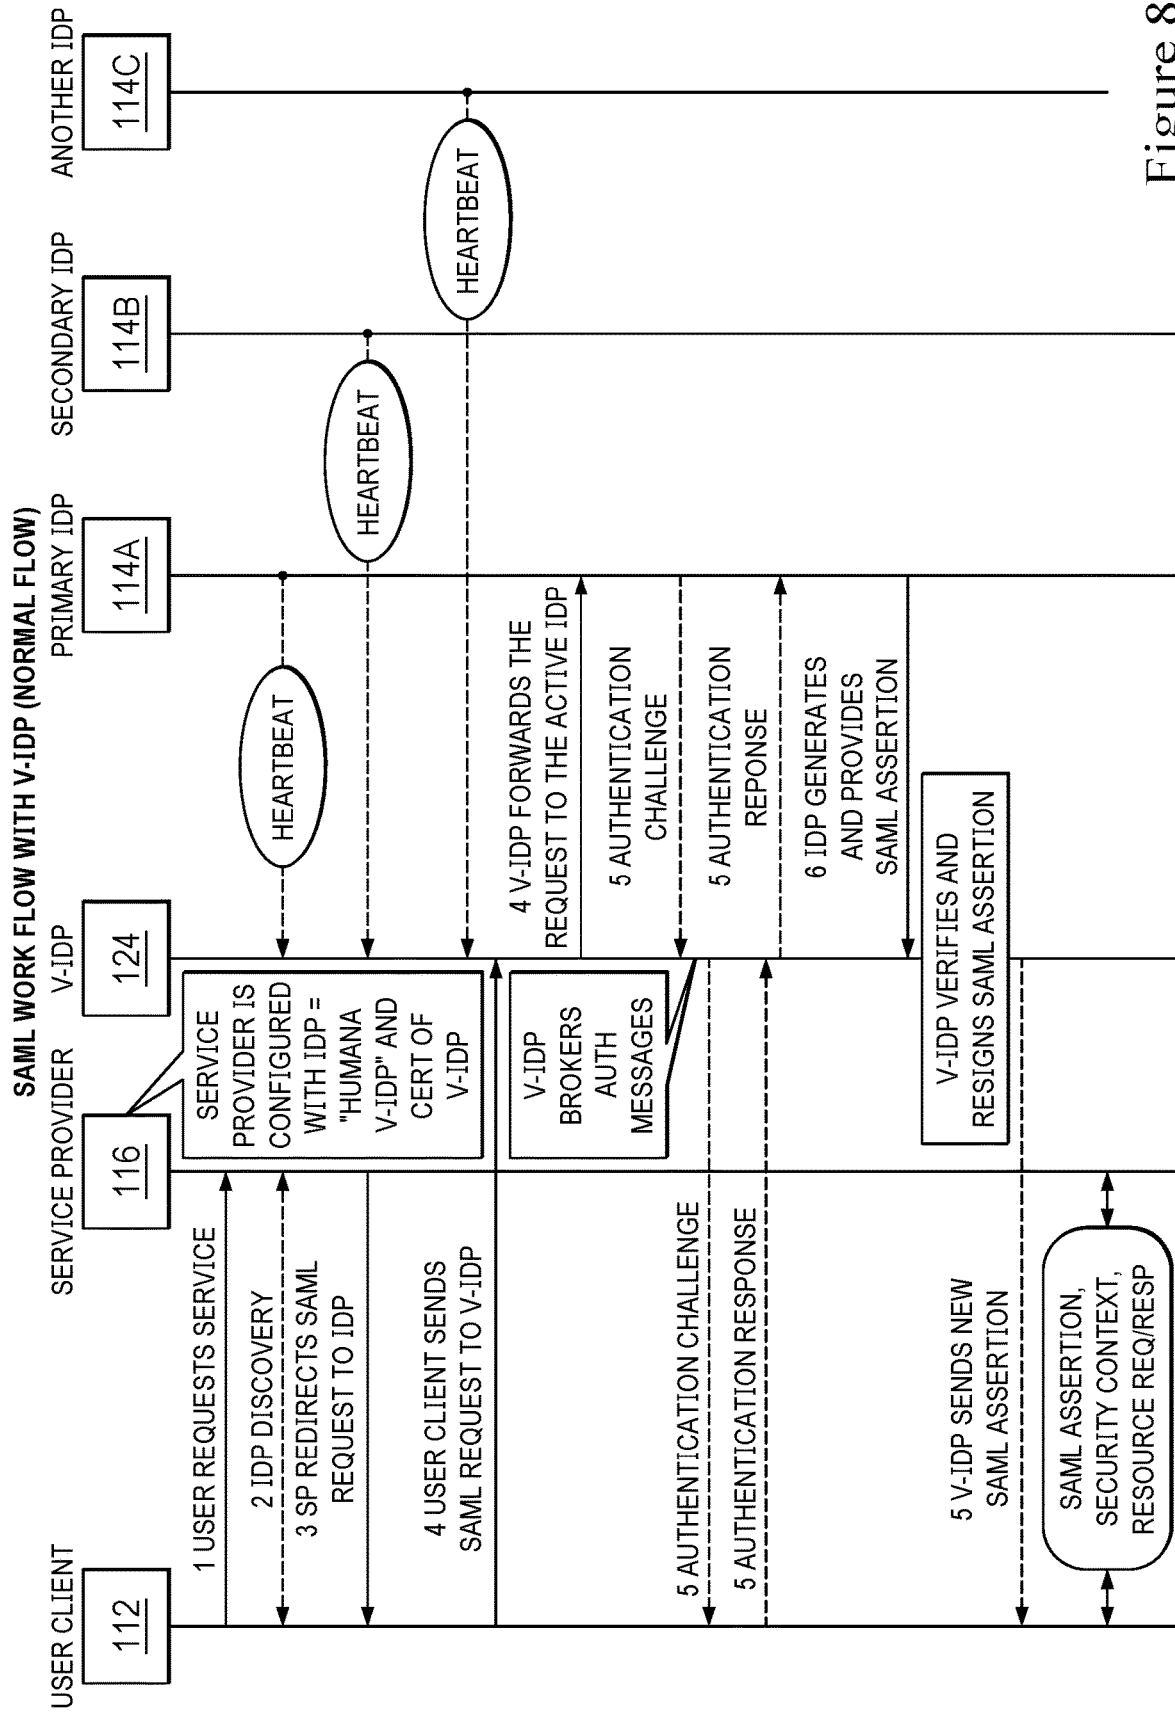 SAML WORK FLOW WITH V-IDP (NORMAL FLOW)
USER CLIENT
SERVICE PROVIDER
V-IDP
PRIMARY IDP
SECONDARY IDP
ANOTHER IDP
112
116
124
114A
114B
114C
1 USER REQUESTS SERVICE
2 IDP DISCOVERY
3 SP REDIRECTS SAML
REQUEST TO IDP
SERVICE
PROVIDER IS
CONFIGURED
WITH IDP =
"HUMANA
V-IDP" AND
CERT OF
V-IDP
HEARTBEAT
HEARTBEAT
HEARTBEAT
4 USER CLIENT SENDS
SAML REQUEST TO V-IDP
4 V-IDP FORWARDS THE
REQUEST TO THE ACTIVE IDP
V-IDP
BROKERS
AUTH
MESSAGES
5 AUTHENTICATION
CHALLENGE
5 AUTHENTICATION CHALLENGE
5 AUTHENTICATION
REPONSE
5 AUTHENTICATION RESPONSE
6 IDP GENERATES
AND PROVIDES
SAML ASSERTION
V-IDP VERIFIES AND
RESIGNS SAML ASSERTION
5 V-IDP SENDS NEW
SAML ASSERTION
SAML ASSERTION,
SECURITY CONTEXT,
RESOURCE REQ/RESP
Figure 8